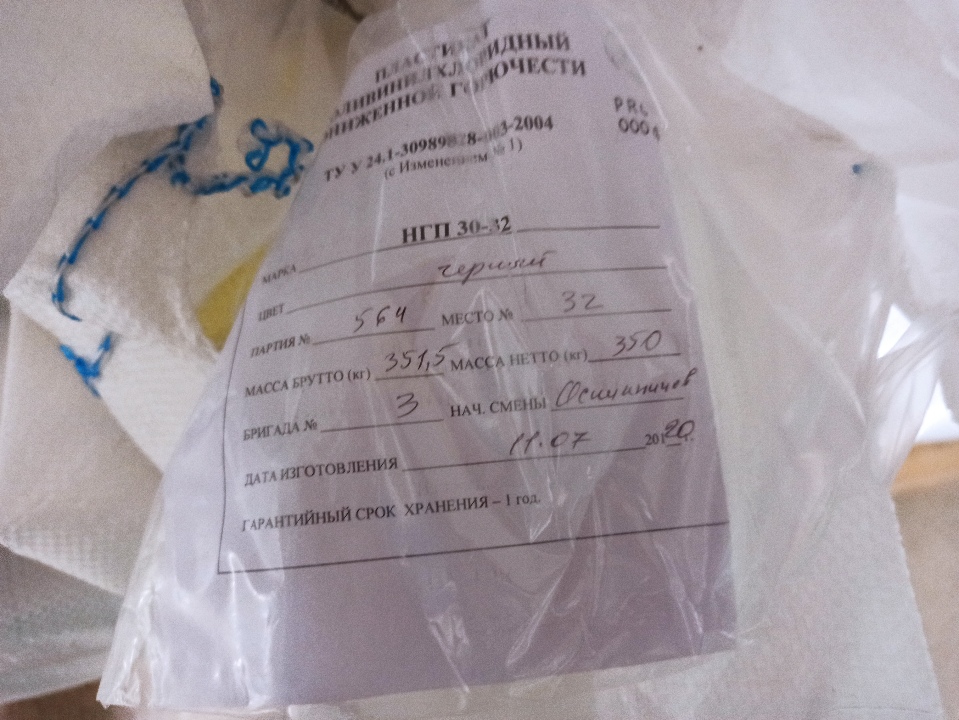 ПЛАСТИКАТ
ПОЛИВИНИЛХЛОРИДНЫЙ
ПОНИЖЕННОЙ ГОРЮЧЕСТИ
PRG
000
ТУ У 24.1-30989828-003-2004
(с Изменением № 1)
МАРКА НГП 30-32
ЦВЕТ черный
ПАРТИЯ № 564 МЕСТО № 32
МАССА БРУТТО (кг) 351,5 МАССА НЕТТО (кг) 350
БРИГАДА № 3 НАЧ. СМЕНЫ
ДАТА ИЗГОТОВЛЕНИЯ 11.07 2020 г.
ГАРАНТИЙНЫЙ СРОК ХРАНЕНИЯ – 1 год.